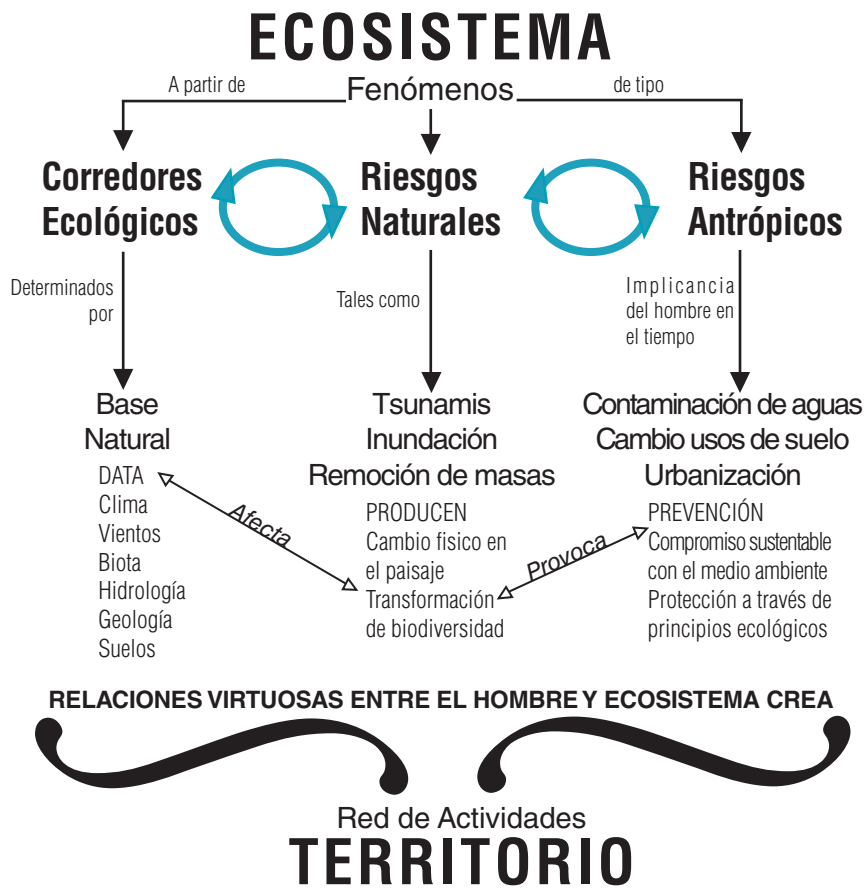 ECOSISTEMA
A partir de
Fenómenos
de tipo
Corredores
Ecológicos
Riesgos
Naturales
Riesgos
Antrópicos
Determinados
por
Tales como
Implicancia
del hombre en
el tiempo
Base
Natural
DATA
Clima
Vientos
Biota
Hidrología
Geología
Suelos
Afecta
Tsunamis
Inundación
Remoción de masas
PRODUCEN
Cambio fisico en
el paisaje
Transformación
de biodiversidad
Provoca
Contaminación de aguas
Cambio usos de suelo
Urbanización
PREVENCIÓN
Compromiso sustentable
con el medio ambiente
Protección a través de
principios ecológicos
RELACIONES VIRTUOSAS ENTRE EL HOMBRE Y ECOSISTEMA CREA
Red de Actividades
TERRITORIO